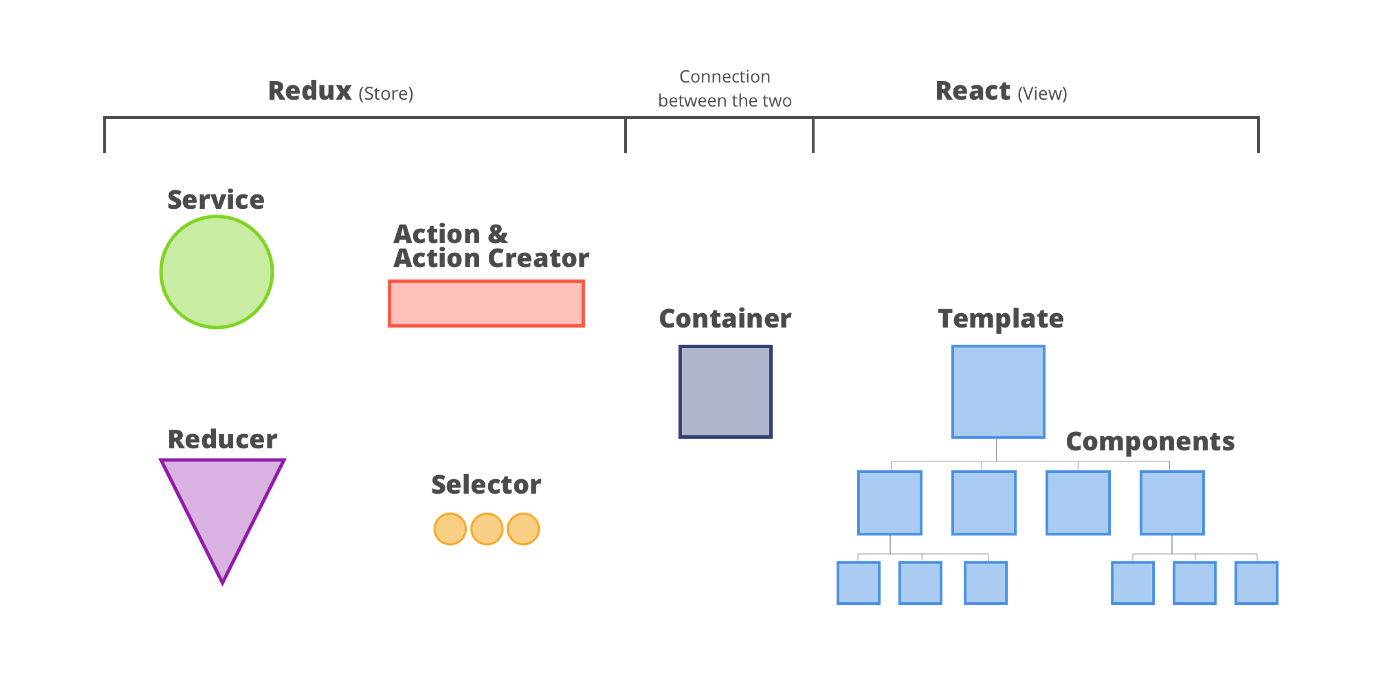 Redux (Store)
Connection
between the two
React (View)
Service
Action &
Action Creator
Container
Template
Reducer
Components
Selector